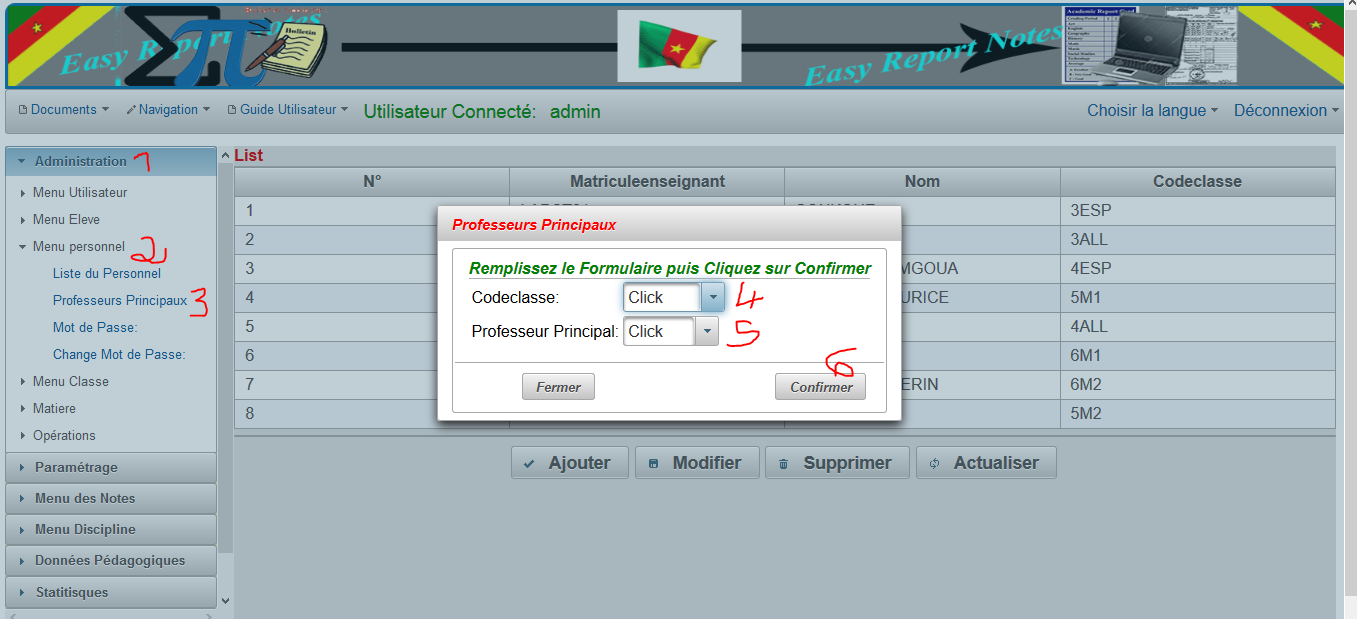 Easy Report Notes
Bulletin
Easy Report Notes
Academic Report Card
Documents Navigation Guide Utilisateur Utilisateur Connecté: admin Choisir la langue Déconnexion
Administration 1
Menu Utilisateur
Menu Eleve
Menu personnel 2
Liste du Personnel
Professeurs Principaux 3
Mot de Passe:
Change Mot de Passe:
Menu Classe
Matiere
Opérations
Paramétrage
Menu des Notes
Menu Discipline
Données Pédagogiques
Statitisques
List
N° Matriculeenseignant Nom Codeclasse
1 3ESP
2 3ALL
3 MGOUA 4ESP
4 URICE 5M1
5 4ALL
6 6M1
7 ERIN 6M2
8 5M2
Professeurs Principaux
Remplissez le Formulaire puis Cliquez sur Confirmer
Codeclasse: Click 4
Professeur Principal: Click 5
6
Fermer Confirmer
Ajouter Modifier Supprimer Actualiser